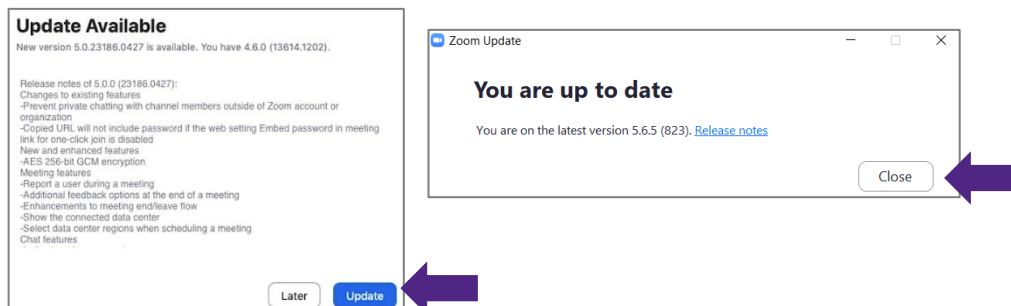 Update Available
New version 5.0.23186.0427 is available. You have 4.6.0 (13614.1202).
Release notes of 5.0.0 (23186.0427):
Changes to existing features
-Prevent private chatting with channel members outside of Zoom account or
organization
-Copied URL will not include password if the web setting Embed password in meeting
link for one-click join is disabled
New and enhanced features
-AES 256-bit GCM encryption
Meeting features
-Report a user during a meeting
-Additional feedback options at the end of a meeting
-Enhancements to meeting end/leave flow
-Show the connected data center
-Select data center regions when scheduling a meeting
Chat features
Later
Update
Zoom Update
You are up to date
You are on the latest version 5.6.5 (823). Release notes
Close